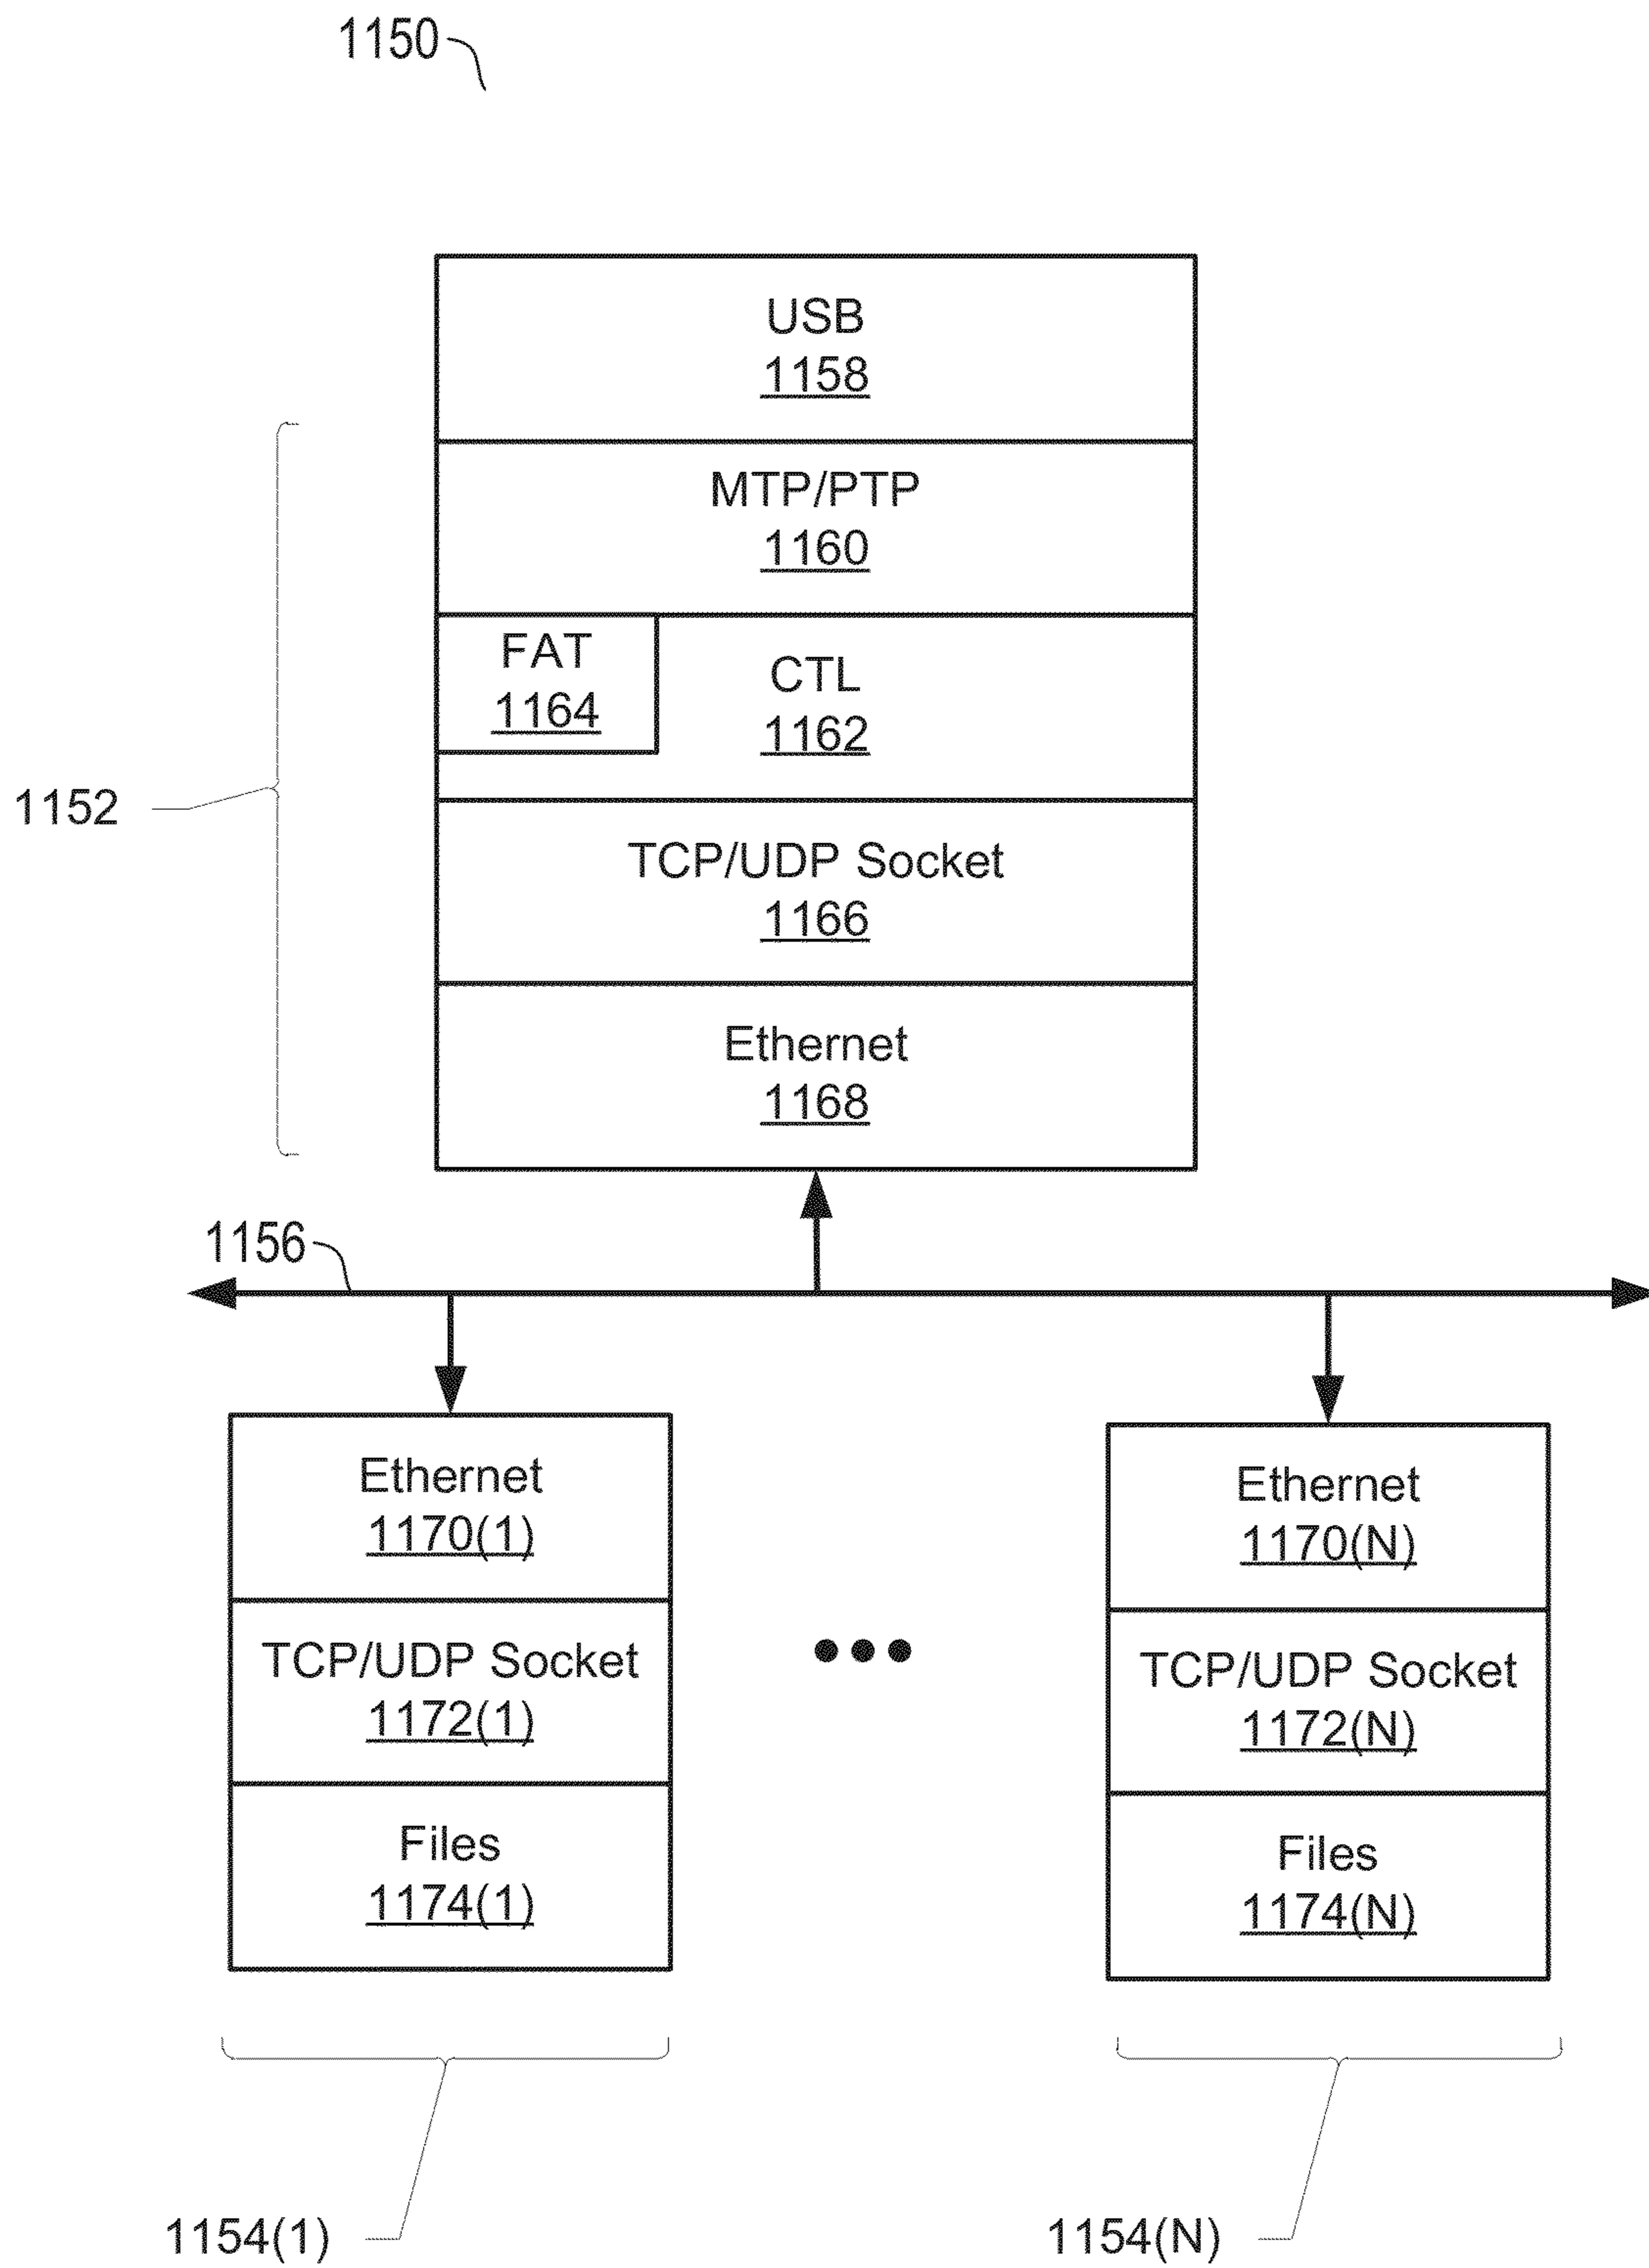 1150
USB
1158
MTP/PTP
1160
FAT
1164
CTL
1162
1152
TCP/UDP Socket
1166
Ethernet
1168
1156
Ethernet
1170(1)
TCP/UDP Socket
1172(1)
Files
1174(1)
Ethernet
1170(N)
TCP/UDP Socket
1172(N)
Files
1174(N)
1154(1)
1154(N)